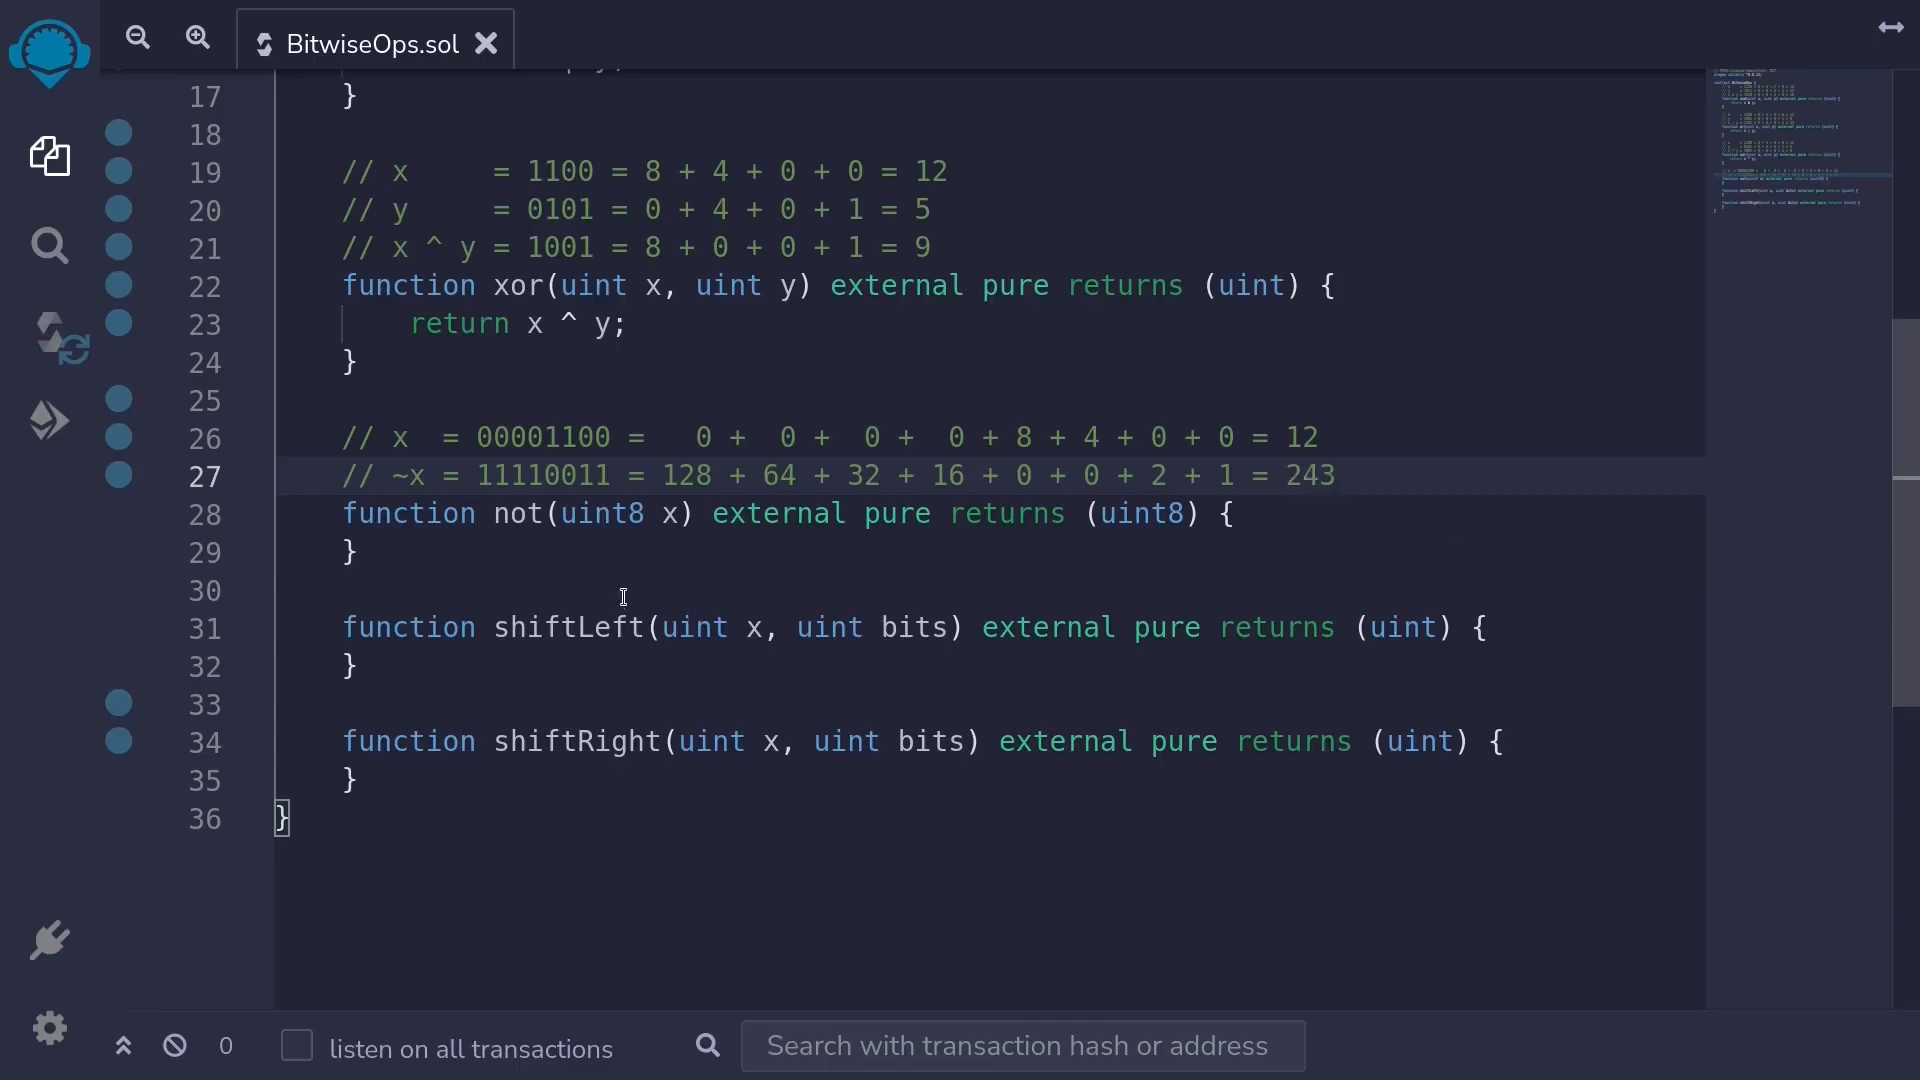 BitwiseOps.sol
17 }
18
19 // x     = 1100 = 8 + 4 + 0 + 0 = 12
20 // y     = 0101 = 0 + 4 + 0 + 1 = 5
21 // x ^ y = 1001 = 8 + 0 + 0 + 1 = 9
22 function xor(uint x, uint y) external pure returns (uint) {
23     return x ^ y;
24 }
25
26 // x  = 00001100 =   0 +  0 +  0 +  0 + 8 + 4 + 0 + 0 = 12
27 // ~x = 11110011 = 128 + 64 + 32 + 16 + 0 + 0 + 2 + 1 = 243
28 function not(uint8 x) external pure returns (uint8) {
29 }
30
31 function shiftLeft(uint x, uint bits) external pure returns (uint) {
32 }
33
34 function shiftRight(uint x, uint bits) external pure returns (uint) {
35 }
36 }
0 listen on all transactions Search with transaction hash or address